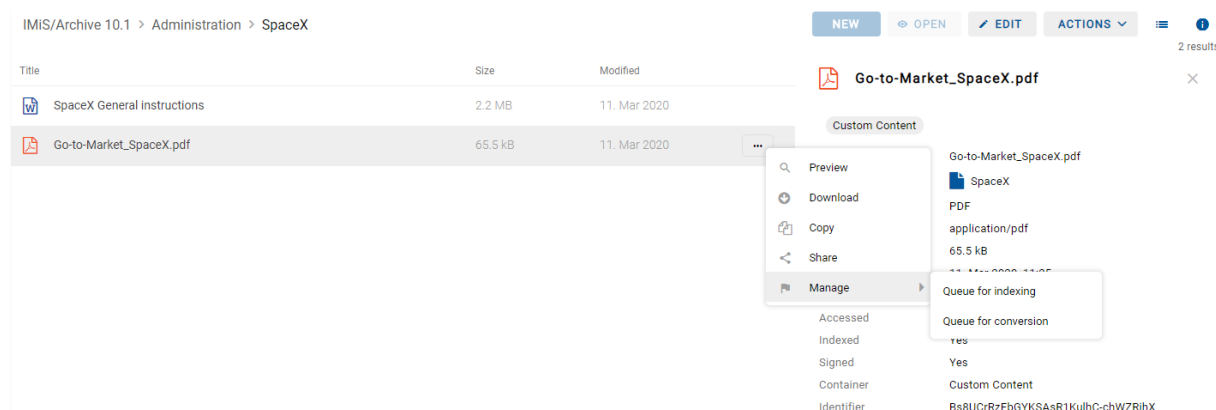 IMiS/Archive 10.1 > Administration > SpaceX
NEW
OPEN
EDIT
ACTIONS
2 results
Title
Size
Modified
SpaceX General instructions
2.2 MB
11. Mar 2020
Go-to-Market_SpaceX.pdf
65.5 kB
11. Mar 2020
...
Preview
Download
Copy
Share
Manage
Queue for indexing
Queue for conversion
Go-to-Market_SpaceX.pdf
Custom Content
Go-to-Market_SpaceX.pdf
SpaceX
PDF
application/pdf
65.5 kB
Accessed
Indexed
Yes
Signed
Yes
Container
Custom Content
Identifier